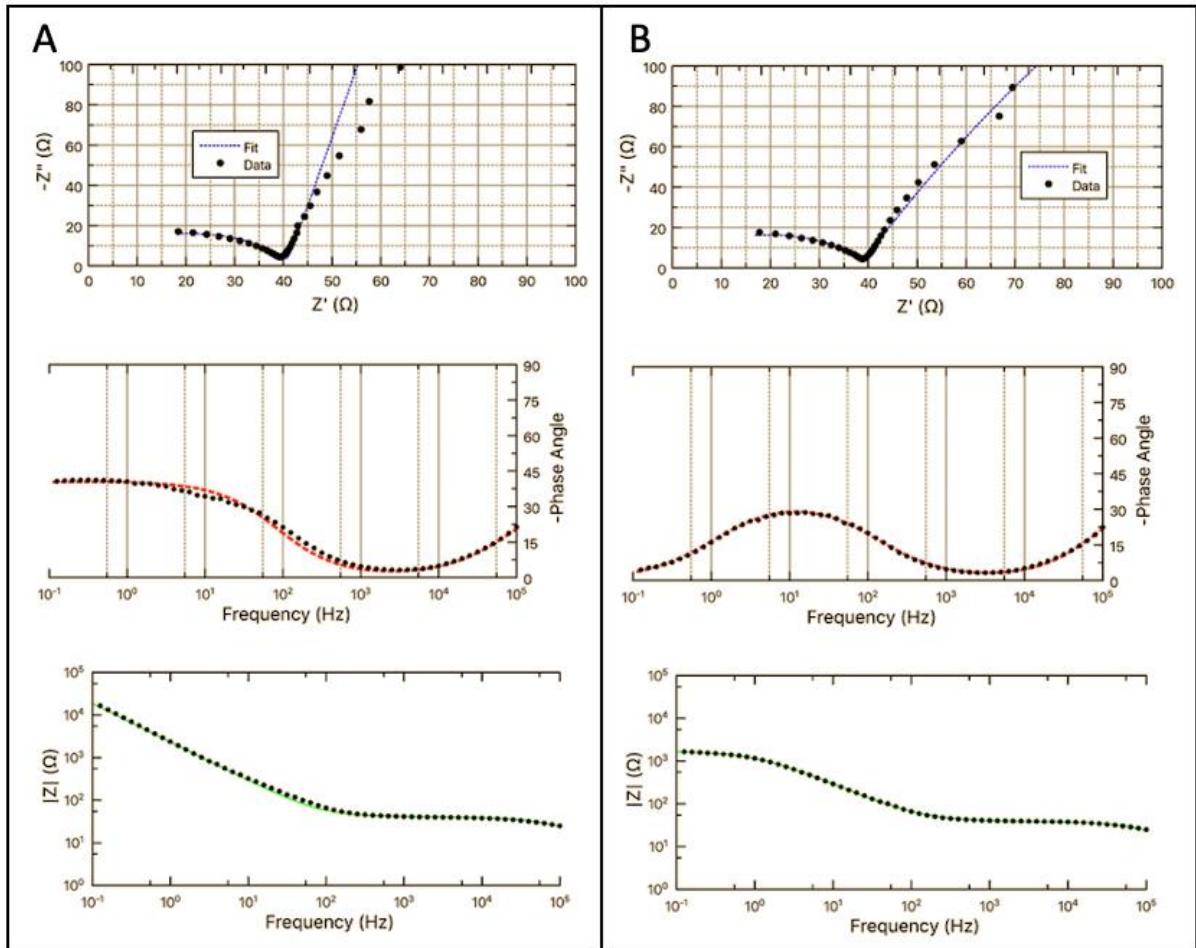 A
100
80
60
40
20
0
-Z" (Ω)
Fit
Data
0 10 20 30 40 50 60 70 80 90 100
Z' (Ω)
90
75
60
45
30
15
0
-Phase Angle
10⁻¹ 10⁰ 10¹ 10² 10³ 10⁴ 10⁵
Frequency (Hz)
10⁵
10⁴
10³
10²
10¹
10⁰
|Z| (Ω)
10⁻¹ 10⁰ 10¹ 10² 10³ 10⁴ 10⁵
Frequency (Hz)
B
100
80
60
40
20
0
-Z" (Ω)
Fit
Data
0 10 20 30 40 50 60 70 80 90 100
Z' (Ω)
90
75
60
45
30
15
0
-Phase Angle
10⁻¹ 10⁰ 10¹ 10² 10³ 10⁴ 10⁵
Frequency (Hz)
10⁵
10⁴
10³
10²
10¹
10⁰
|Z| (Ω)
10⁻¹ 10⁰ 10¹ 10² 10³ 10⁴ 10⁵
Frequency (Hz)